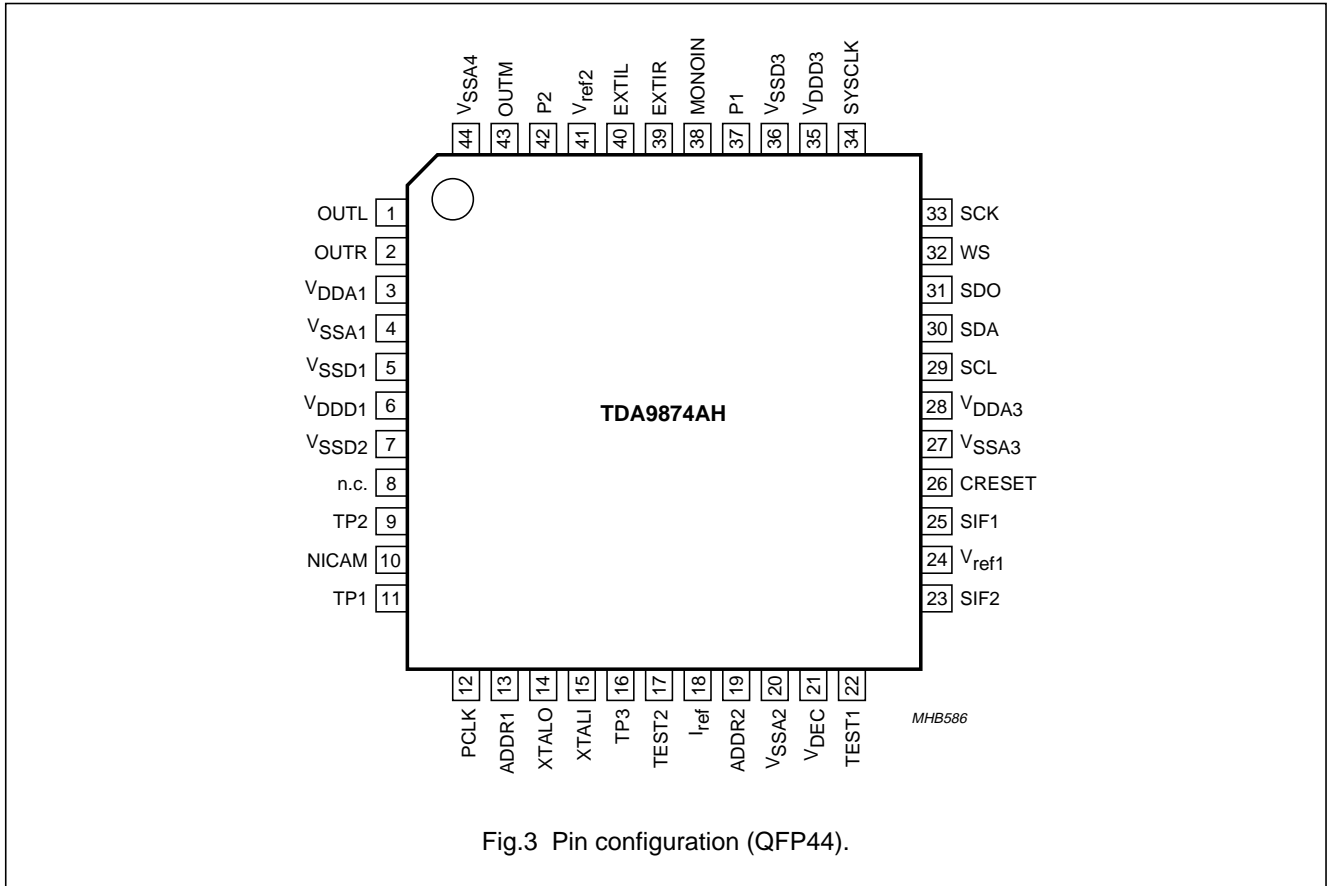 VSSA4
OUTM
P2
Vref2
EXTIL
EXTIR
MONOIN
P1
VSSD3
VDDD3
SYSCLK
44
43
42
41
40
39
38
37
36
35
34
OUTL 1
OUTR 2
VDDA1 3
VSSA1 4
VSSD1 5
VDDD1 6
VSSD2 7
n.c. 8
TP2 9
NICAM 10
TP1 11
TDA9874AH
33 SCK
32 WS
31 SDO
30 SDA
29 SCL
28 VDDA3
27 VSSA3
26 CRESET
25 SIF1
24 Vref1
23 SIF2
12
13
14
15
16
17
18
19
20
21
22
PCLK
ADDR1
XTALO
XTALI
TP3
TEST2
Iref
ADDR2
VSSA2
VDEC
TEST1
MHB586
Fig.3 Pin configuration (QFP44).